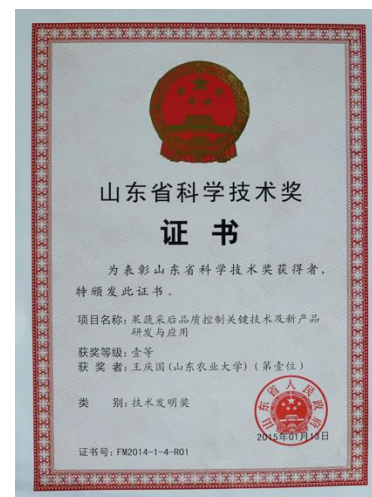 山东省科学技术奖
证书
为表彰山东省科学技术奖获得者，
特颁发此证书。
项目名称：果蔬采后品质控制关键技术及新产品
研发与应用
获奖等级：壹等
获奖者：王庆国(山东农业大学)(第壹位)
类别：技术发明奖
山东省人民政府
2015年01月13日
证书号：FM2014-1-4-R01